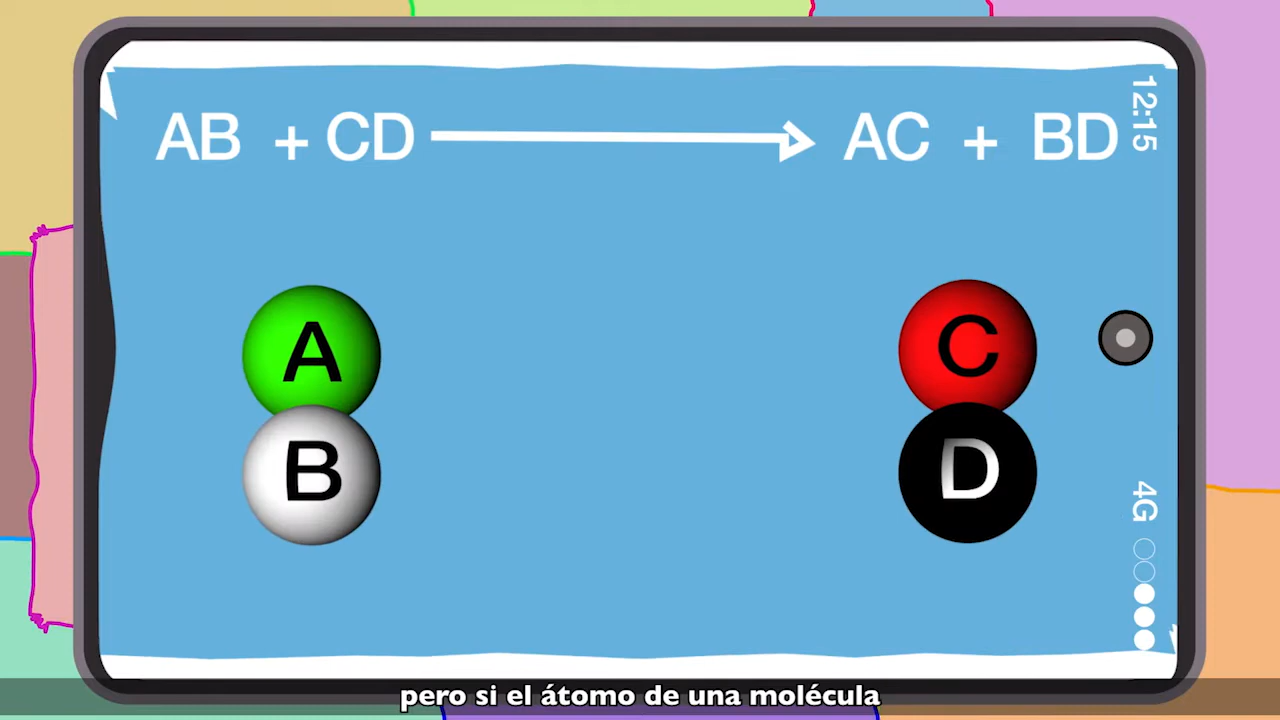 AB + CD → AC + BD
12:15
A
C
B
D
4G
pero si el átomo de una molécula